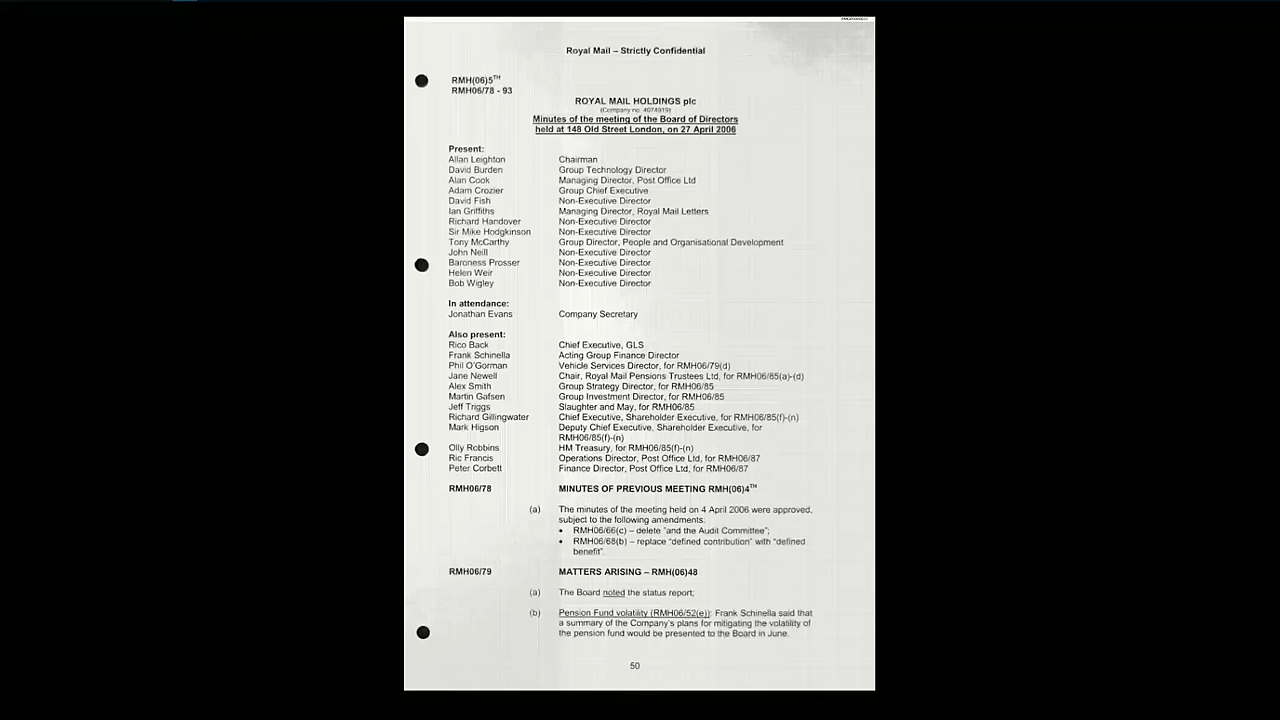 Royal Mail – Strictly Confidential
RMH(06)5TH
RMH06/78 - 93
ROYAL MAIL HOLDINGS plc
(Company no. 4074919)
Minutes of the meeting of the Board of Directors
held at 148 Old Street London, on 27 April 2006
Present:
Allan Leighton Chairman
David Burden Group Technology Director
Alan Cook Managing Director, Post Office Ltd
Adam Crozier Group Chief Executive
David Fish Non-Executive Director
Ian Griffiths Managing Director, Royal Mail Letters
Richard Handover Non-Executive Director
Sir Mike Hodgkinson Non-Executive Director
Tony McCarthy Group Director, People and Organisational Development
John Neill Non-Executive Director
Baroness Prosser Non-Executive Director
Helen Weir Non-Executive Director
Bob Wigley Non-Executive Director
In attendance:
Jonathan Evans Company Secretary
Also present:
Rico Back Chief Executive, GLS
Frank Schinella Acting Group Finance Director
Phil O'Gorman Vehicle Services Director, for RMH06/79(d)
Jane Newell Chair, Royal Mail Pensions Trustees Ltd, for RMH06/85(a)-(d)
Alex Smith Group Strategy Director, for RMH06/85
Martin Gafsen Group Investment Director, for RMH06/85
Jeff Triggs Slaughter and May, for RMH06/85
Richard Gillingwater Chief Executive, Shareholder Executive, for RMH06/85(f)-(n)
Mark Higson Deputy Chief Executive, Shareholder Executive, for
RMH06/85(f)-(n)
Olly Robbins HM Treasury, for RMH06/85(f)-(n)
Ric Francis Operations Director, Post Office Ltd, for RMH06/87
Peter Corbett Finance Director, Post Office Ltd, for RMH06/87
RMH06/78 MINUTES OF PREVIOUS MEETING RMH(06)4TH
(a) The minutes of the meeting held on 4 April 2006 were approved,
subject to the following amendments:
• RMH06/66(c) – delete "and the Audit Committee";
• RMH06/68(b) – replace "defined contribution" with "defined
benefit".
RMH06/79 MATTERS ARISING – RMH(06)48
(a) The Board noted the status report;
(b) Pension Fund volatility (RMH06/52(e)): Frank Schinella said that
a summary of the Company's plans for mitigating the volatility of
the pension fund would be presented to the Board in June.
50